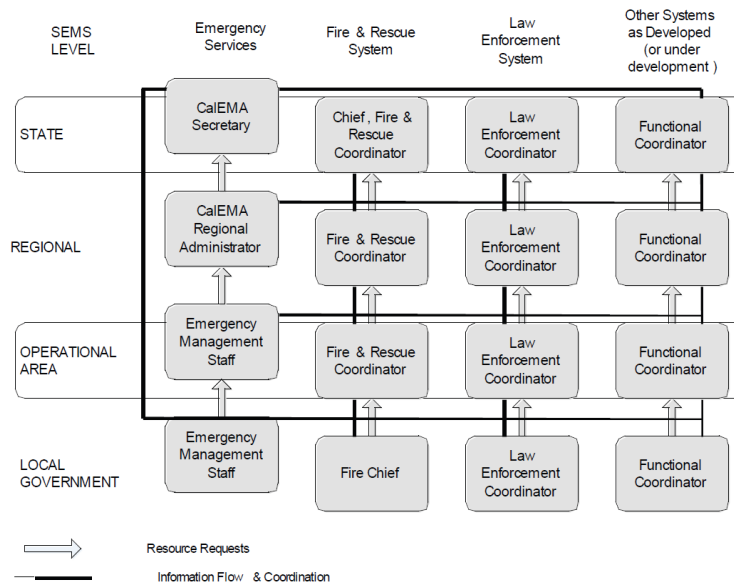 SEMS
LEVEL
Emergency
Services
Fire & Rescue
System
Law
Enforcement
System
Other Systems
as Developed
(or under
development )
STATE
CalEMA
Secretary
Chief , Fire &
Rescue
Coordinator
Law
Enforcement
Coordinator
Functional
Coordinator
REGIONAL
CalEMA
Regional
Administrator
Fire & Rescue
Coordinator
Law
Enforcement
Coordinator
Functional
Coordinator
OPERATIONAL
AREA
Emergency
Management
Staff
Fire & Rescue
Coordinator
Law
Enforcement
Coordinator
Functional
Coordinator
LOCAL
GOVERNMENT
Emergency
Management
Staff
Fire Chief
Law
Enforcement
Coordinator
Functional
Coordinator
Resource Requests
Information Flow & Coordination